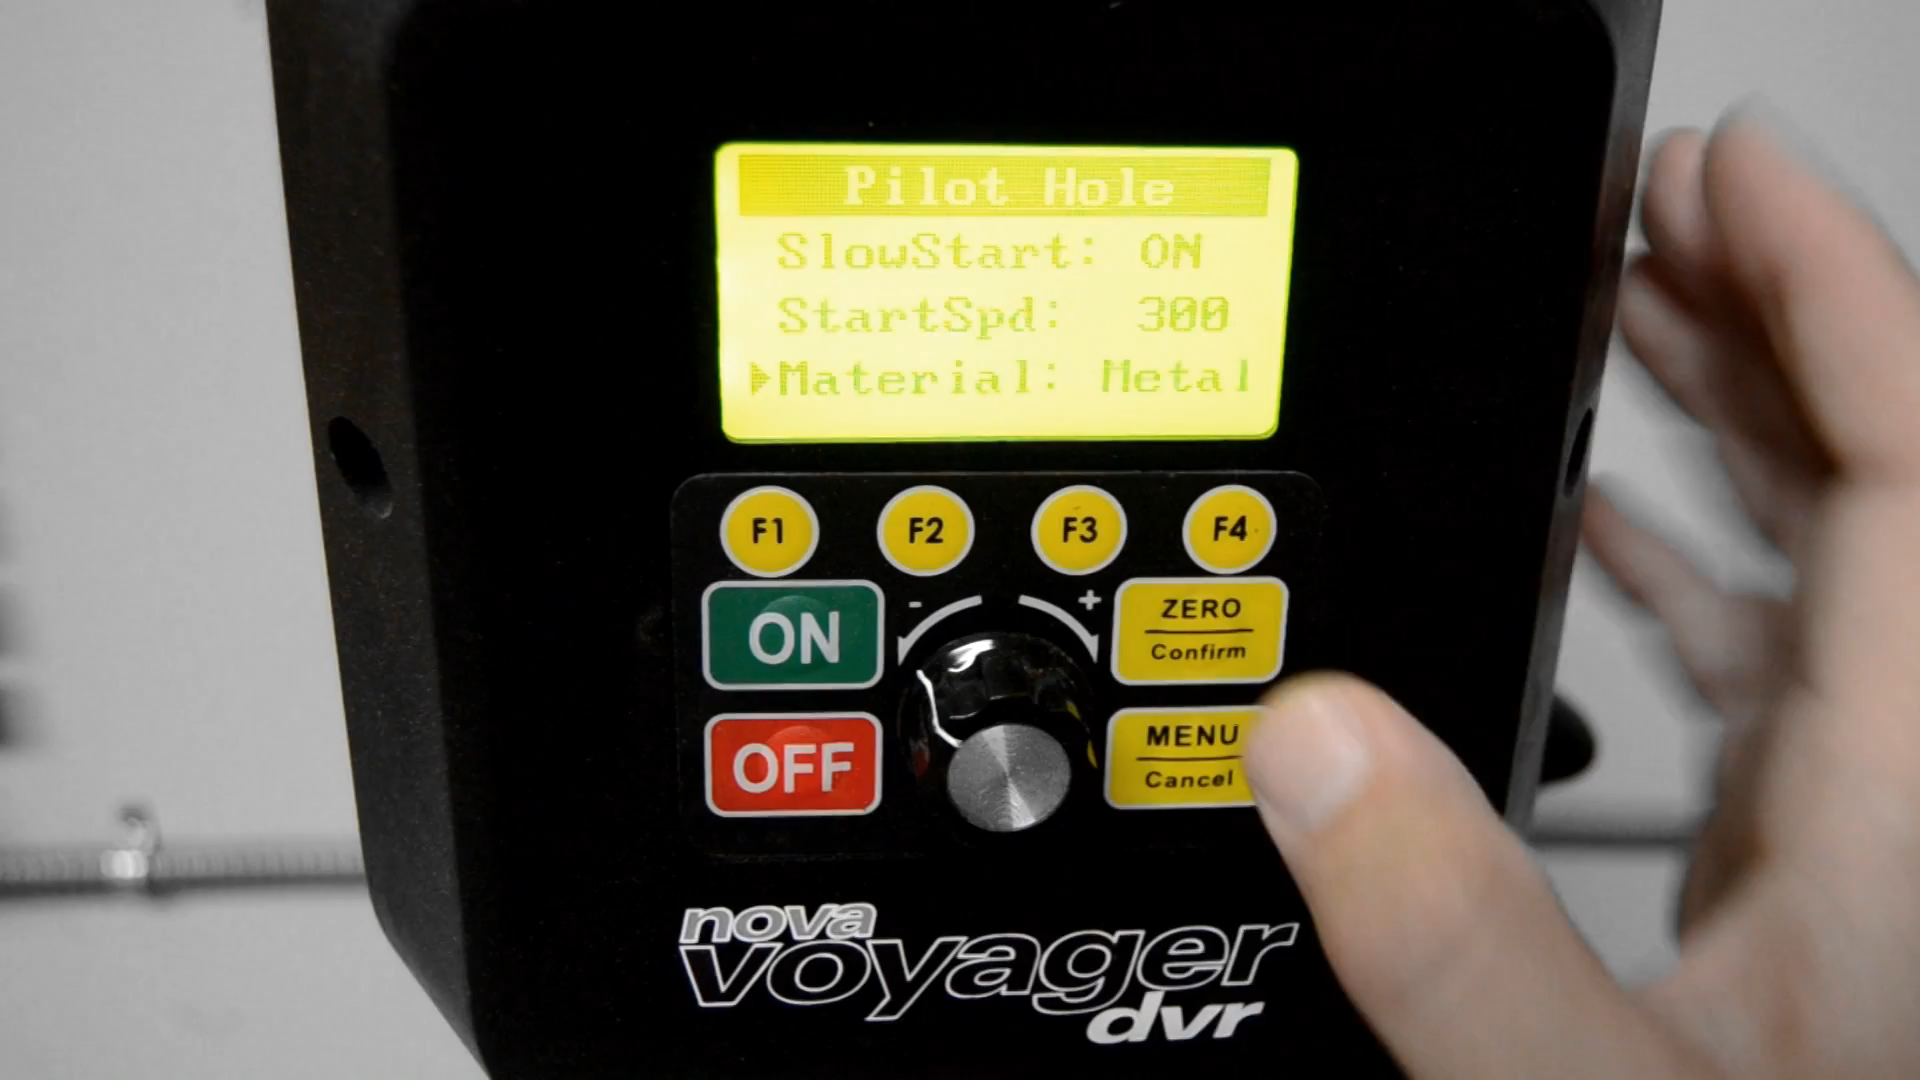 Pilot Hole
SlowStart: ON
StartSpd: 300
Material: Metal
F1 F2 F3 F4
ON
- +
ZERO
Confirm
OFF
MENU
Cancel
nova
voyager
dvr